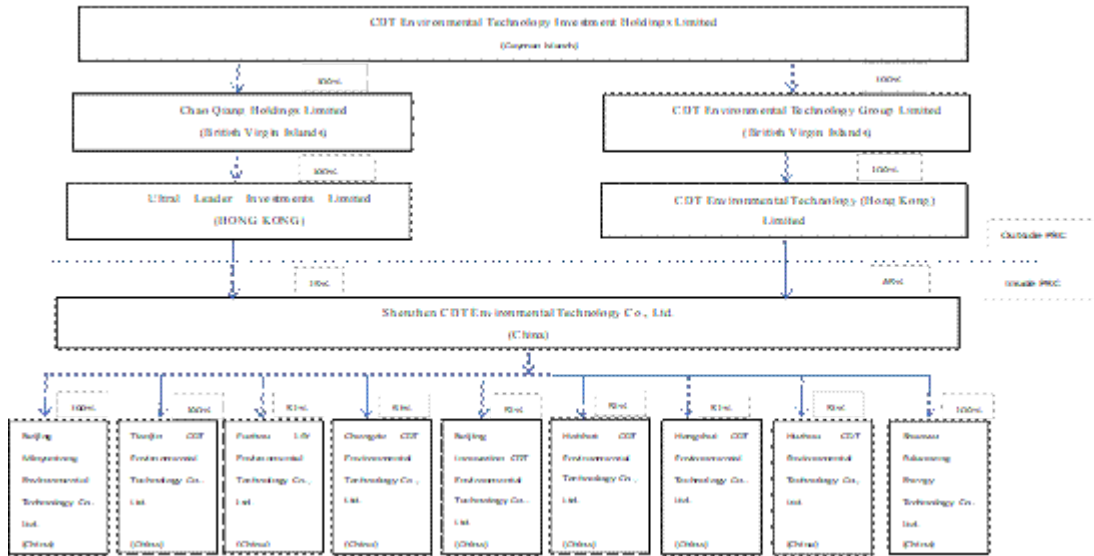 CDT Environmental Technology Investment Holdings Limited
(Cayman Islands)
100%
100%
Chao Qiang Holdings Limited
(British Virgin Islands)
CDT Environmental Technology Group Limited
(British Virgin Islands)
100%
100%
Ultra Leader Investments Limited
(HONG KONG)
CDT Environmental Technology (Hong Kong)
Limited
Outside PRC
Inside PRC
Shenzhen CDT Environmental Technology Co., Ltd.
(China)
100%
100%
100%
Beijing
Environmental
Technology Co.,
Ltd.
(China)
Tianjin CDT
Environmental
Technology Co.,
Ltd.
(China)
Environmental
Technology Co.,
Ltd.
(China)
Chengde CDT
Environmental
Technology Co.,
Ltd.
(China)
Beijing
Innovation CDT
Environmental
Technology Co.,
Ltd.
(China)
CDT
Environmental
Technology Co.,
Ltd.
(China)
CDT
Environmental
Technology Co.,
Ltd.
(China)
Huzhou CDT
Environmental
Technology Co.,
Ltd.
(China)
Energy
Technology Co.,
Ltd.
(China)